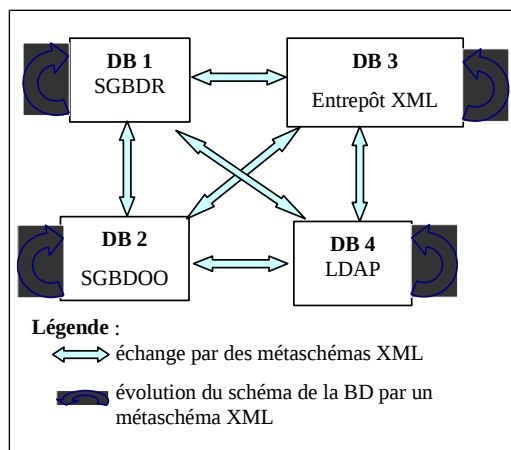 DB 1
SGBDR
DB 3
Entrepôt XML
DB 2
SGBDOO
DB 4
LDAP
Légende :
échange par des métaschémas XML
évolution du schéma de la BD par un
métaschéma XML